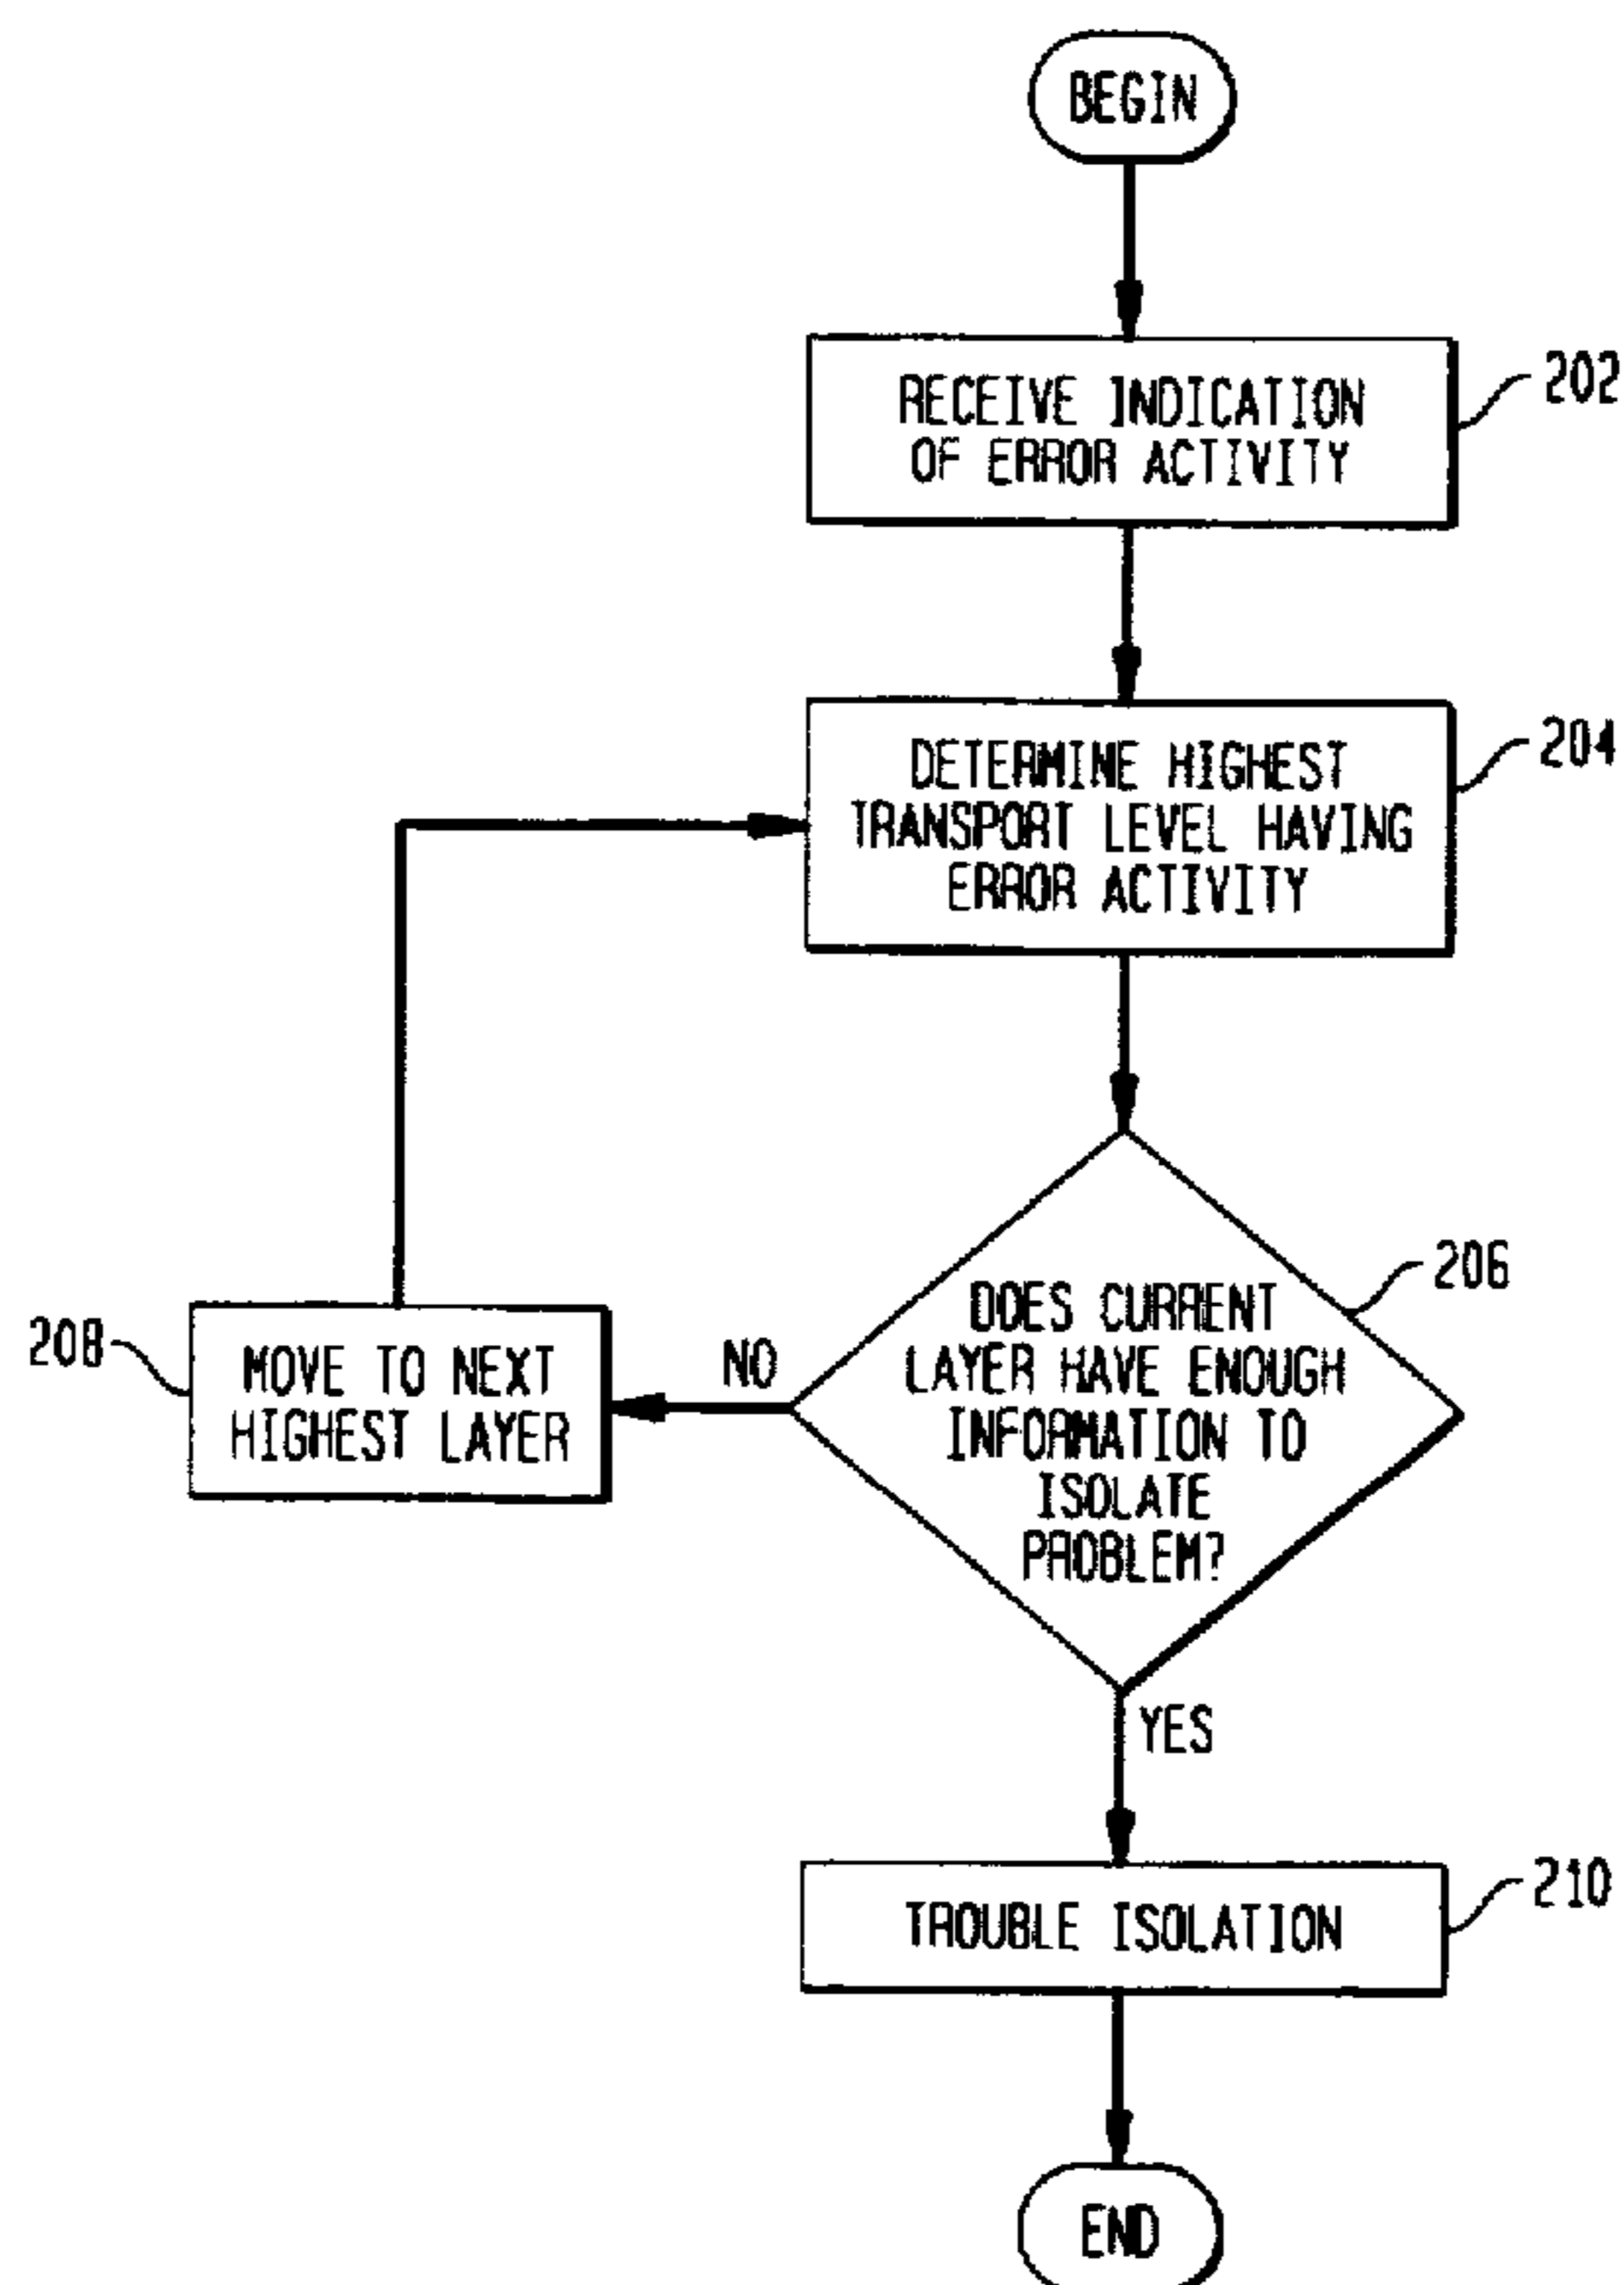 BEGIN
RECEIVE INDICATION
OF ERROR ACTIVITY
202
DETERMINE HIGHEST
TRANSPORT LEVEL HAVING
ERROR ACTIVITY
204
DOES CURRENT
LAYER HAVE ENOUGH
INFORMATION TO
ISOLATE
PROBLEM?
206
NO
MOVE TO NEXT
HIGHEST LAYER
208
YES
TROUBLE ISOLATION
210
END